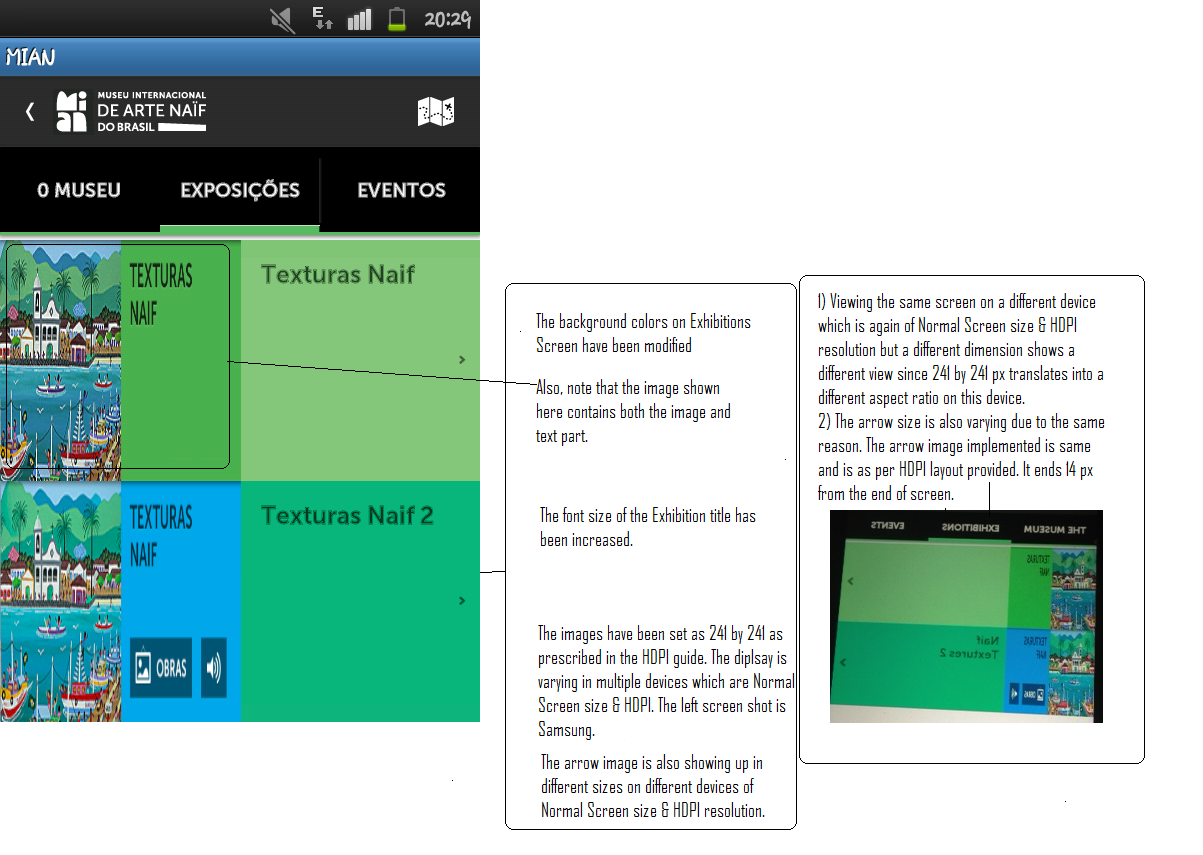 E
20:29
MIAN
MUSEU INTERNACIONAL
DE ARTE NAÏF
DO BRASIL
O MUSEU
EXPOSIÇÕES
EVENTOS
TEXTURAS
NAIF
Texturas Naif
TEXTURAS
NAIF
OBRAS
Texturas Naif 2
The background colors on Exhibitions
Screen have been modified
Also, note that the image shown
here contains both the image and
text part.
The font size of the Exhibition title has
been increased.
The images have been set as 241 by 241 as
prescribed in the HDPI guide. The diplsay is
varying in multiple devices which are Normal
Screen size & HDPI. The left screen shot is
Samsung.
The arrow image is also showing up in
different sizes on different devices of
Normal Screen size & HDPI resolution.
1) Viewing the same screen on a different device
which is again of Normal Screen size & HDPI
resolution but a different dimension shows a
different view since 241 by 241 px translates into a
different aspect ratio on this device.
2) The arrow size is also varying due to the same
reason. The arrow image implemented is same
and is as per HDPI layout provided. It ends 14 px
from the end of screen.
EVENTS
EXHIBITIONS
THE MUSEUM
TEXTURAS
NAIF
Naif
Textures 2
TEXTURAS
NAIF
OBRAS